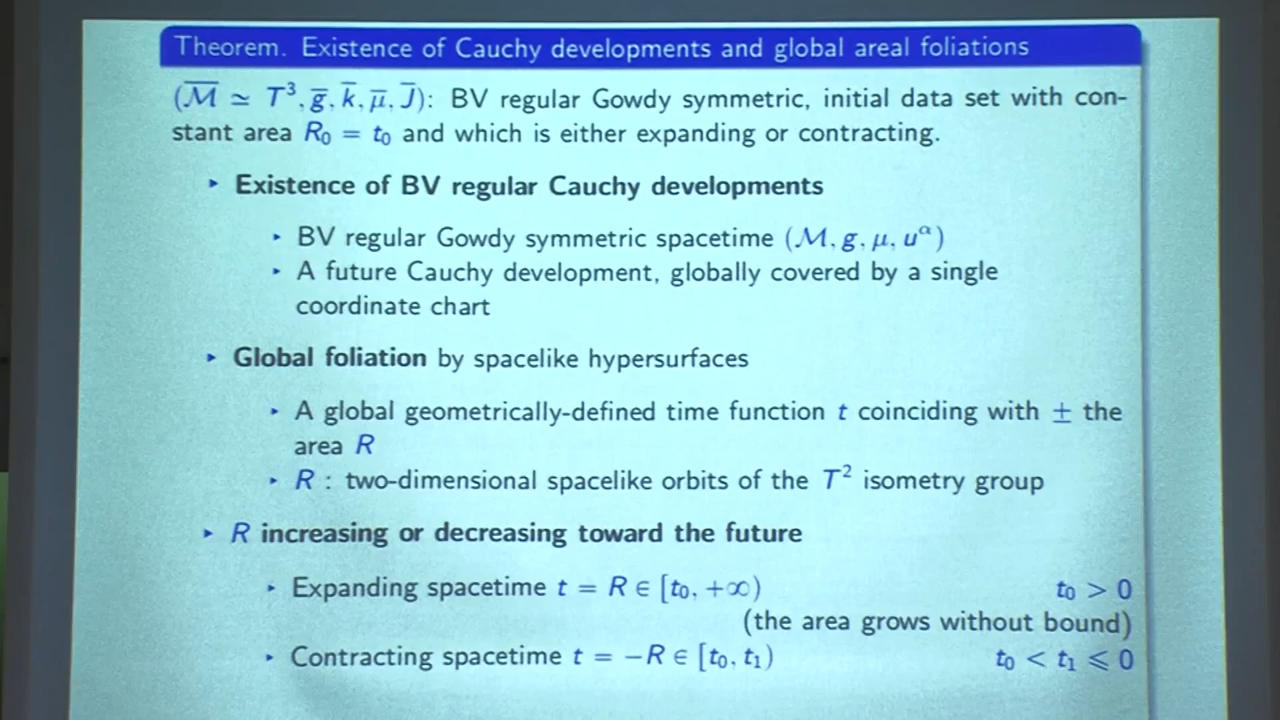 Theorem. Existence of Cauchy developments and global areal foliations
(M̅ ≃ T³, g̅, k̅, μ̅, J̅): BV regular Gowdy symmetric, initial data set with con-
stant area R₀ = t₀ and which is either expanding or contracting.
▸ Existence of BV regular Cauchy developments
▸ BV regular Gowdy symmetric spacetime (M, g, μ, uᵅ)
▸ A future Cauchy development, globally covered by a single
coordinate chart
▸ Global foliation by spacelike hypersurfaces
▸ A global geometrically-defined time function t coinciding with ± the
area R
▸ R : two-dimensional spacelike orbits of the T² isometry group
▸ R increasing or decreasing toward the future
▸ Expanding spacetime t = R ∈ [t₀, +∞) t₀ > 0
(the area grows without bound)
▸ Contracting spacetime t = −R ∈ [t₀, t₁) t₀ < t₁ ⩽ 0